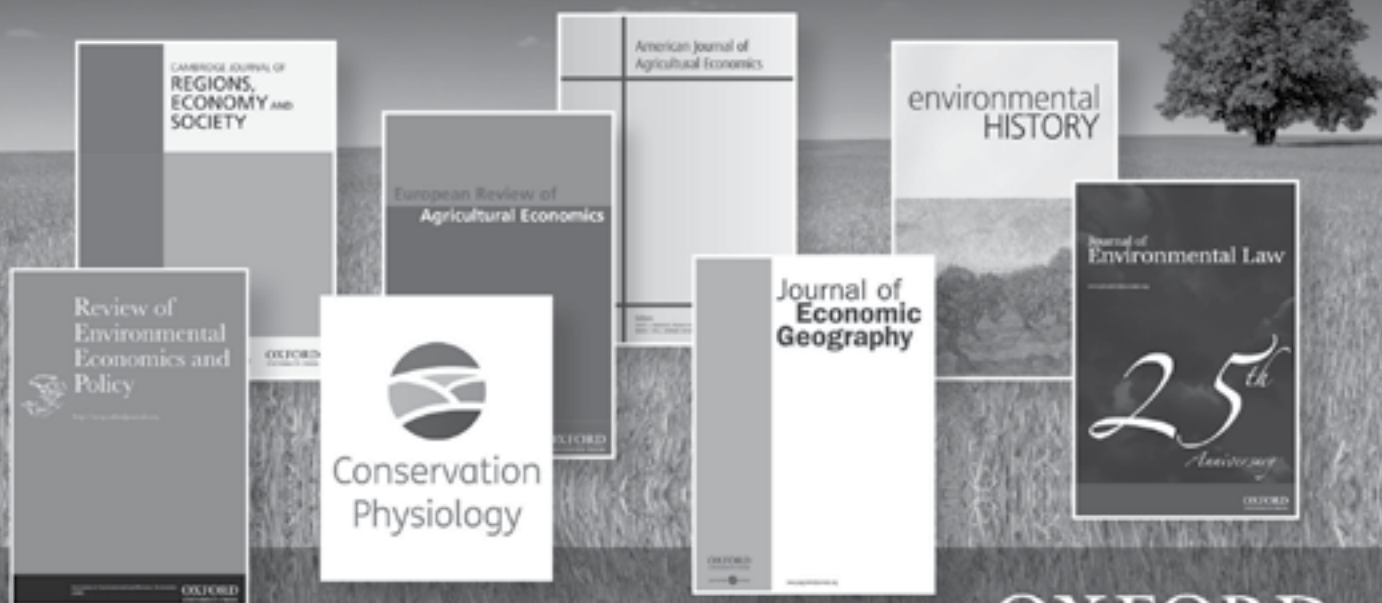 CAMBRIDGE JOURNAL OF
REGIONS,
ECONOMY AND
SOCIETY
OXFORD
European Review of
Agricultural Economics
OXFORD
American Journal of
Agricultural Economics
environmental
HISTORY
Journal of
Environmental Law
25th
Anniversary
OXFORD
Review of
Environmental
Economics and
Policy
OXFORD
Conservation
Physiology
Journal of
Economic
Geography
OXFORD
OXFORD